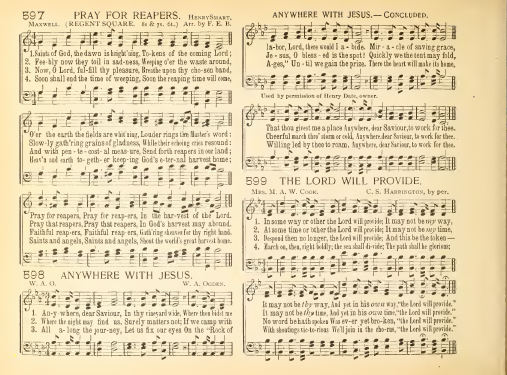 597 PRAY FOR REAPERS. HENRY SMART.
MAXWELL. (REGENT SQUARE. 8s & 7s. 6l.) Arr. by F. E. B.
1. Saints of God, the dawn is bright'ning, Tokens of the coming Lord;
2. Fee-bly now they toil in sad-ness, Weeping o'er the waste around,
3. Now, O Lord, ful-fill thy pleasure, Breathe upon thy cho-sen band,
4. Soon shall end the time of weeping, Soon the reaping time will come,
O'er the earth the fields are whit'ning, Louder rings the Master's word:
Slow-ly gath'ring grains of gladness, While their echoing cries resound:
And with pen-te-cost-al meas-ure, Send forth reapers in our land;
Heav'n and earth to-geth-er keep-ing God's e-ter-nal harvest home;
Pray for reapers, Pray for reap-ers, In the har-vest of the Lord.
Pray that reapers, Pray that reapers, In God's harvest may abound.
Faithful reapers, Faithful reap-ers, Gath'ring sheaves for thy right hand.
Saints and angels, Saints and angels, Shout the world's great harvest home.
598 ANYWHERE WITH JESUS.
W. A. O. W. A. OGDEN.
1 An-y-where, dear Saviour, In thy vineyard wide, Where thou bidd'st me
2 Where the night may find us, Surely matters not; If we camp with
3 All a-long the jour-ney, Let us fix our eyes On the "Rock of
ANYWHERE WITH JESUS.—CONCLUDED.
la-bor, Lord, there would I a-bide. Mir-a-cle of saving grace,
Je-sus, O bless-ed is the spot! Quickly we the tent may fold,
A-ges," Un-til we gain the prize. There the heart will make its home,
Used by permission of Henry Date, owner.
That thou givest me a place Anywhere, dear Saviour, to work for thee.
Cheerful march thro' storm or cold, Anywhere, dear Saviour, to work for thee.
Willing led by thee to roam, Anywhere, dear Saviour, to work for thee.
599 THE LORD WILL PROVIDE.
MRS. M. A. W. COOK. C. S. HARRINGTON, by per.
1. In some way or other the Lord will provide; It may not be my way,
2. At some time or other the Lord will provide; It may not be my time,
3. Despond then no longer, the Lord will provide; And this be the token—
4. March on, then, right boldly; the sea shall divide; The path shall be glorious;
It may not be thy way, And yet in his own way, "the Lord will provide."
It may not be thy time, And yet in his own time, "the Lord will provide."
No word he hath spoken Was ev-er yet bro-ken, "the Lord will provide."
With shoutings vic-to-rious We'll join in the cho-rus, "the Lord will provide."